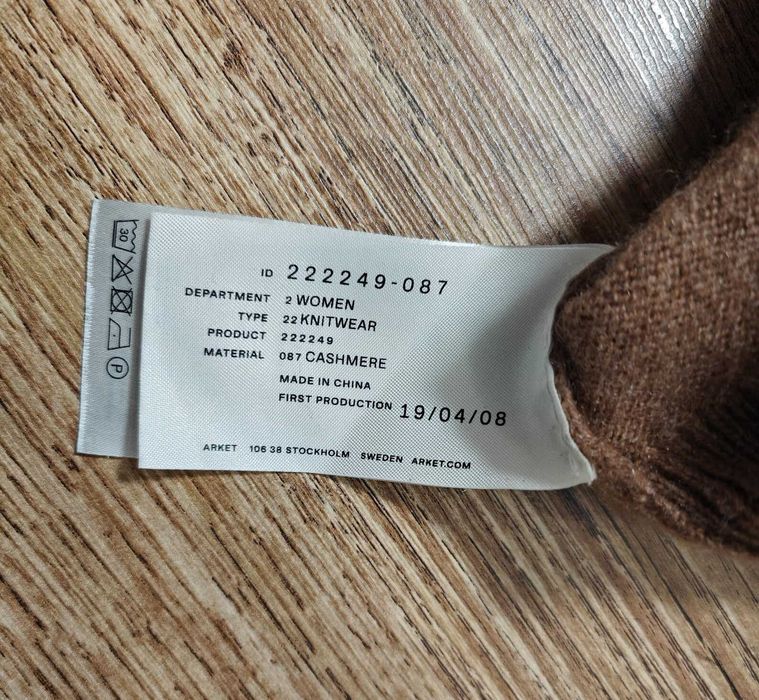 ID 222249-087
DEPARTMENT 2 WOMEN
TYPE 22 KNITWEAR
PRODUCT 222249
MATERIAL 087 CASHMERE
MADE IN CHINA
FIRST PRODUCTION 19/04/08
ARKET 106 38 STOCKHOLM SWEDEN ARKET.COM
30
P